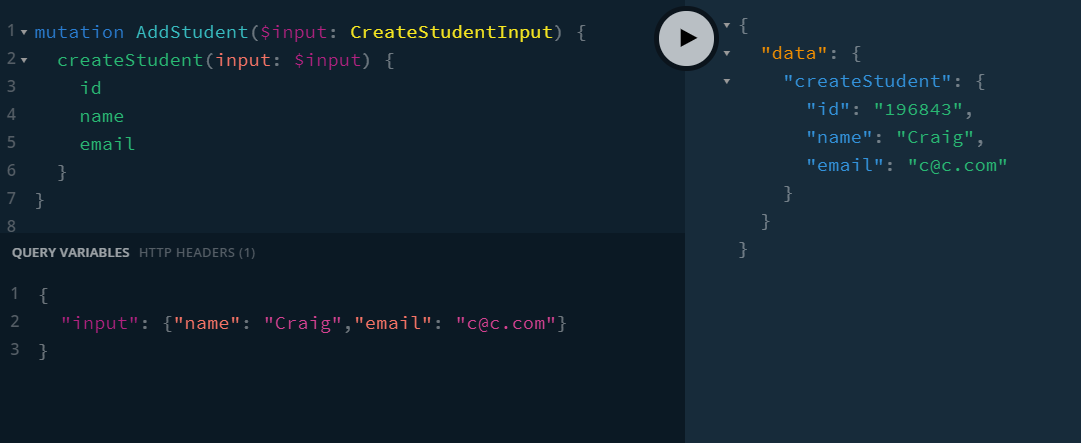 1 mutation AddStudent($input: CreateStudentInput) {
2 createStudent(input: $input) {
3 id
4 name
5 email
6 }
7 }
8
QUERY VARIABLES HTTP HEADERS (1)
1 {
2 "input": {"name": "Craig","email": "c@c.com"}
3 }
{
"data": {
"createStudent": {
"id": "196843",
"name": "Craig",
"email": "c@c.com"
}
}
}